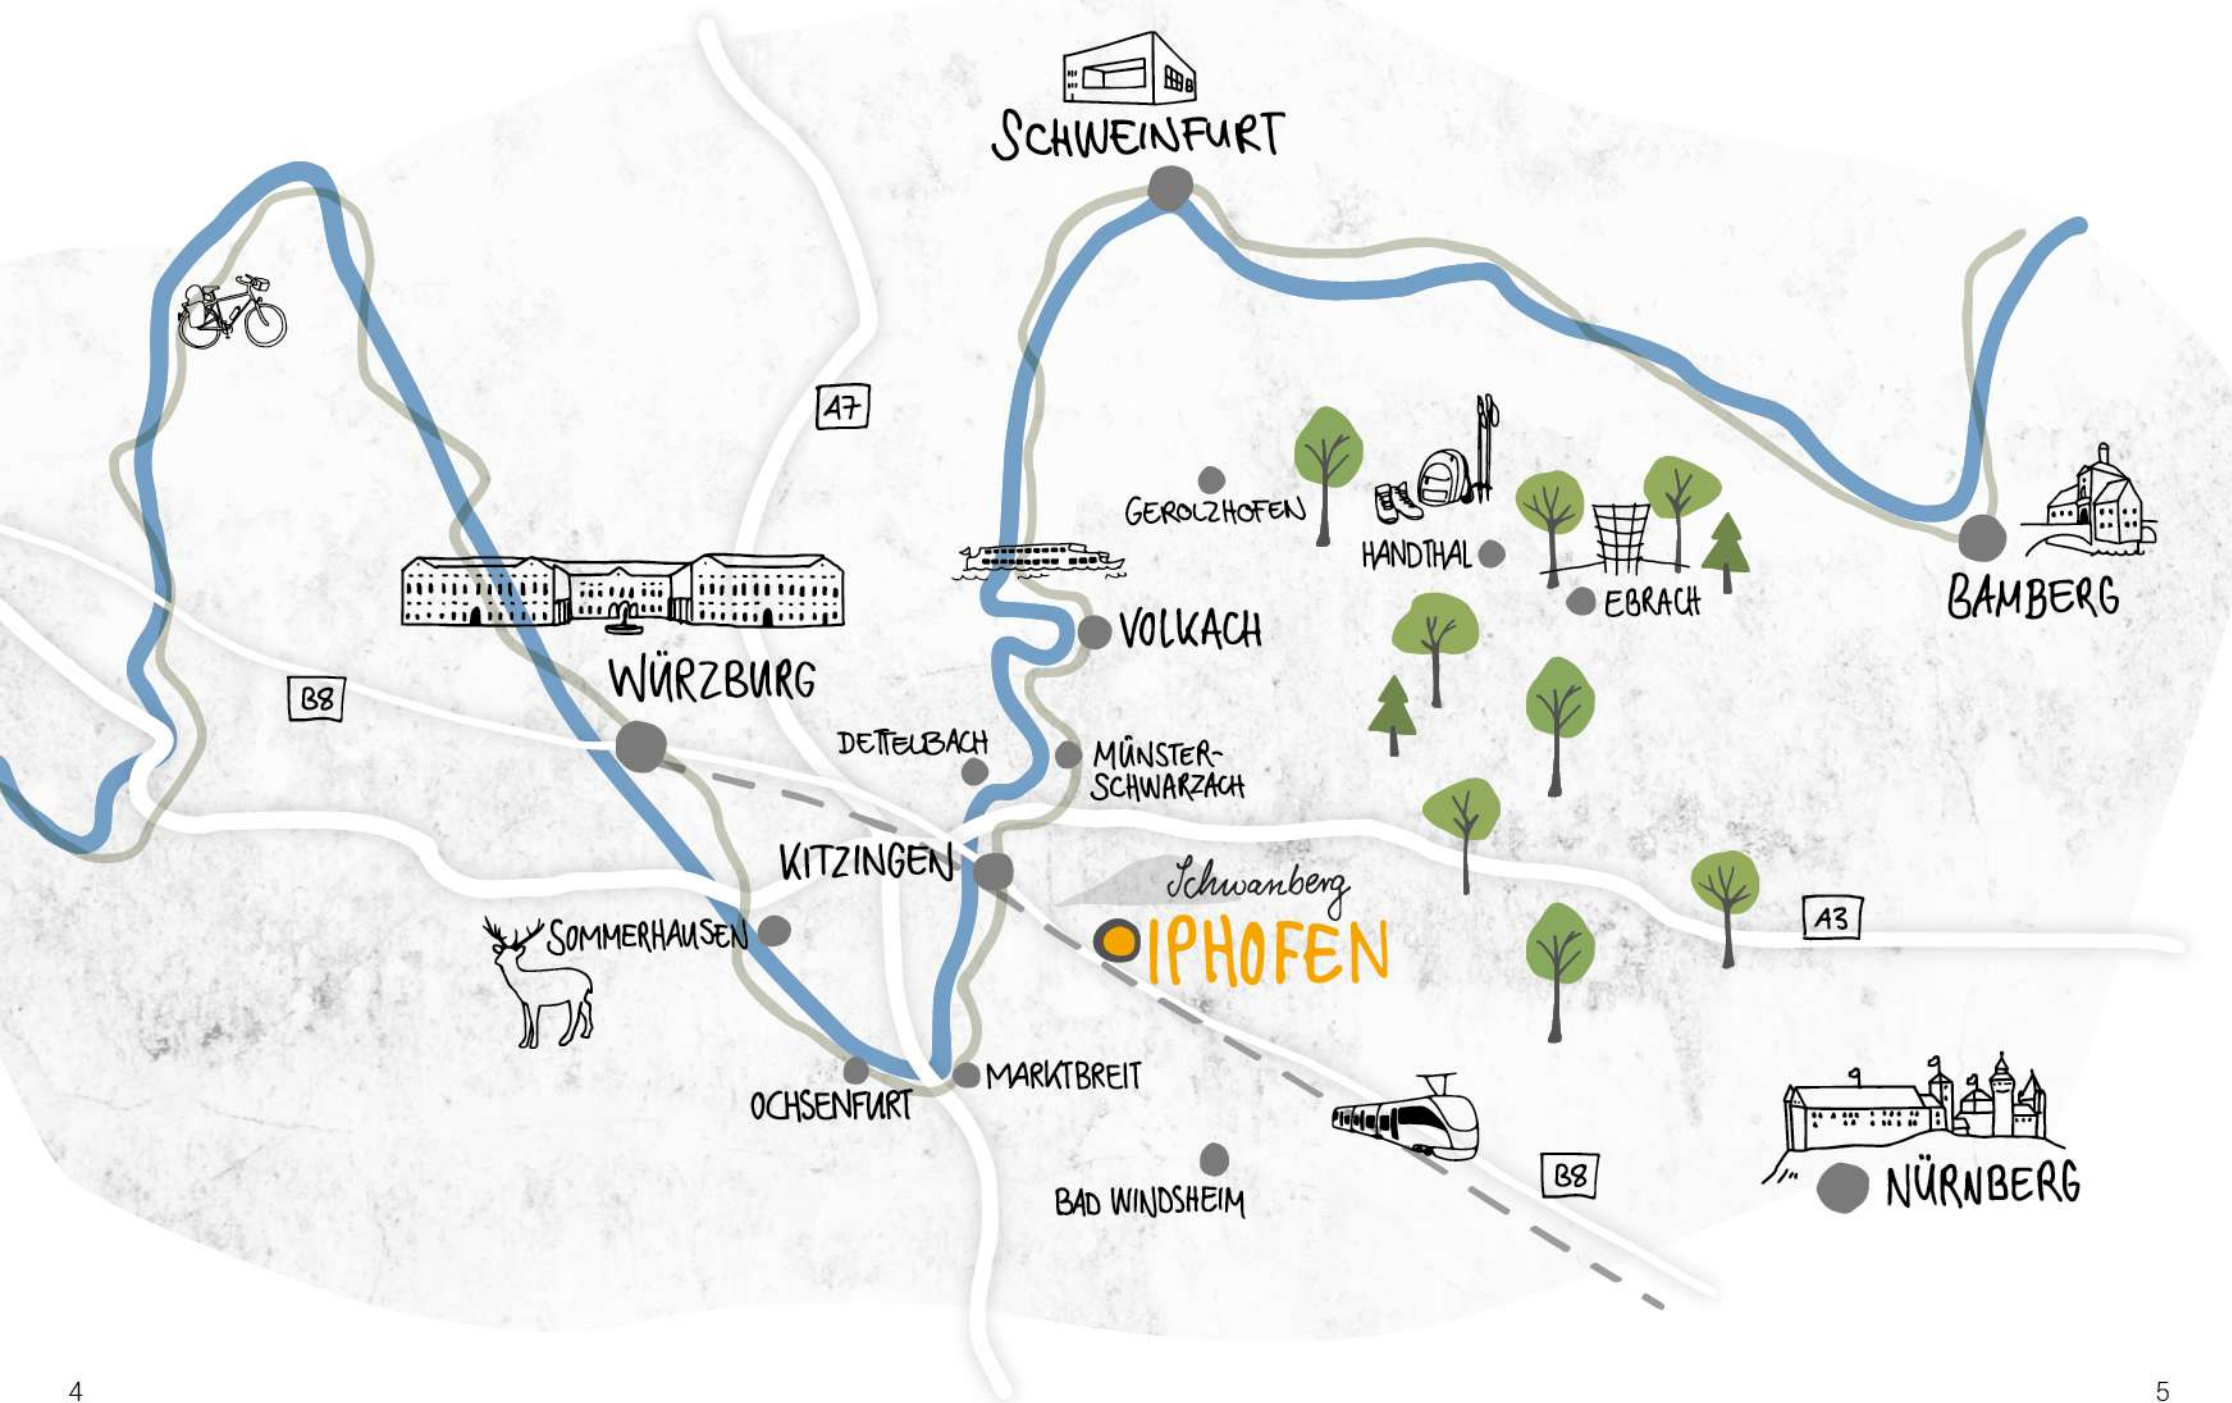 SCHWEINFURT
A7
GEROLZHOFEN
HANDTHAL
EBRACH
BAMBERG
VOLKACH
WÜRZBURG
B8
DETTELBACH
MÜNSTER-
SCHWARZACH
KITZINGEN
Schwanberg
IPHOFEN
A3
SOMMERHAUSEN
OCHSENFURT
MARKTBREIT
BAD WINDSHEIM
B8
NÜRNBERG
4
5